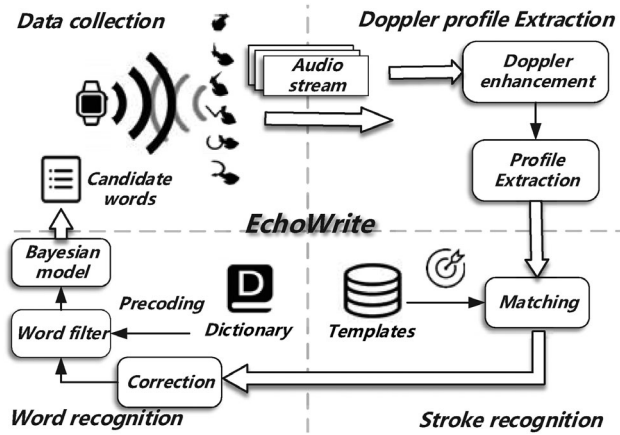 Data collection
Doppler profile Extraction
Audio
stream
Doppler
enhancement
Profile
Extraction
Candidate
words
EchoWrite
Bayesian
model
Word filter
Precoding
D
Dictionary
Templates
Matching
Correction
Word recognition
Stroke recognition